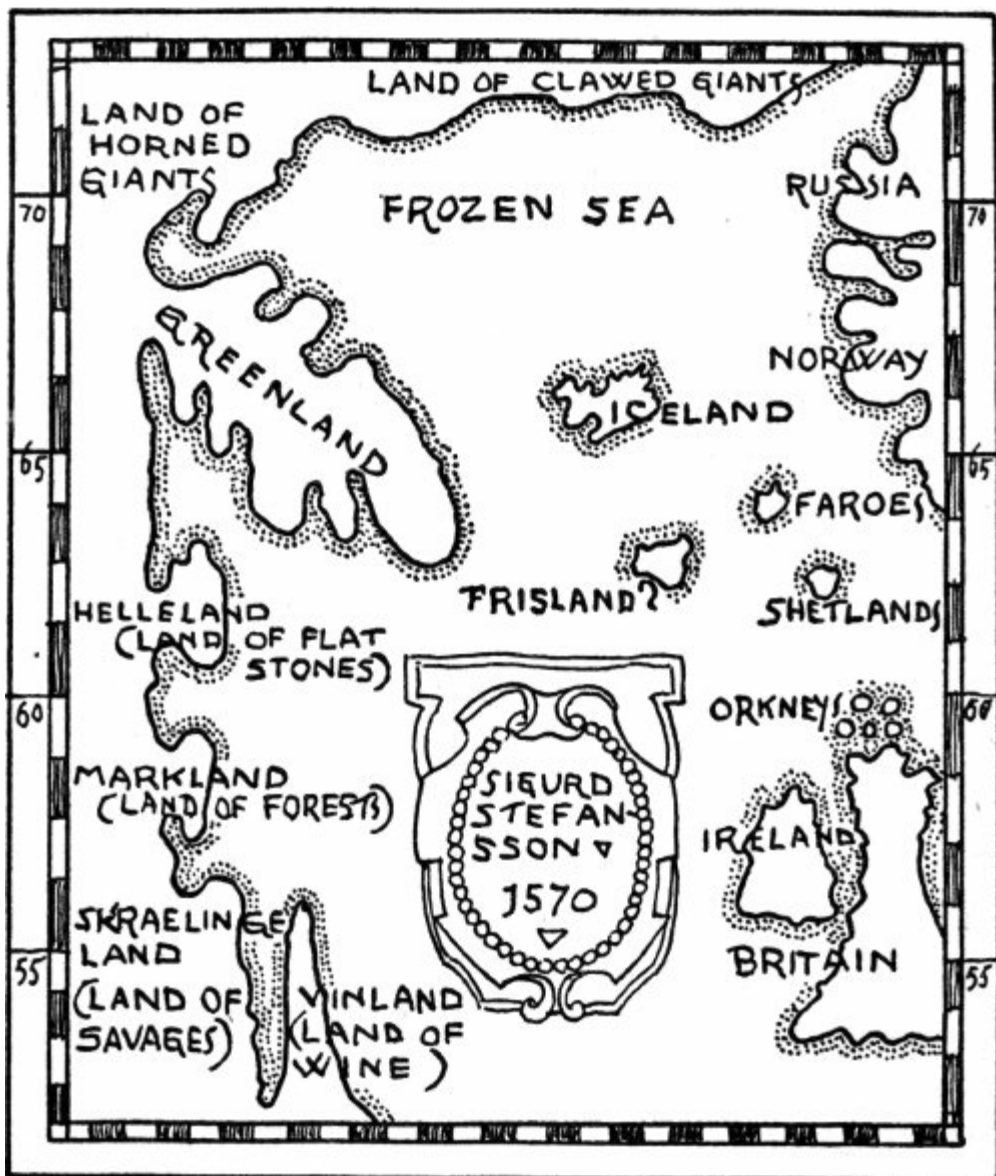 LAND OF CLAWED GIANTS
LAND OF
HORNED
GIANTS
FROZEN SEA
RUSSIA
70
70
GREENLAND
NORWAY
ICELAND
65
65
FAROES
FRISLAND?
SHETLANDS
HELLELAND
(LAND OF FLAT
STONES)
60
60
ORKNEYS
MARKLAND
(LAND OF FORESTS)
SIGURD
STEFAN-
SSON
1570
IRELAND
SKRAELINGE
LAND
(LAND OF
SAVAGES)
55
55
BRITAIN
VINLAND
(LAND OF
WINE)